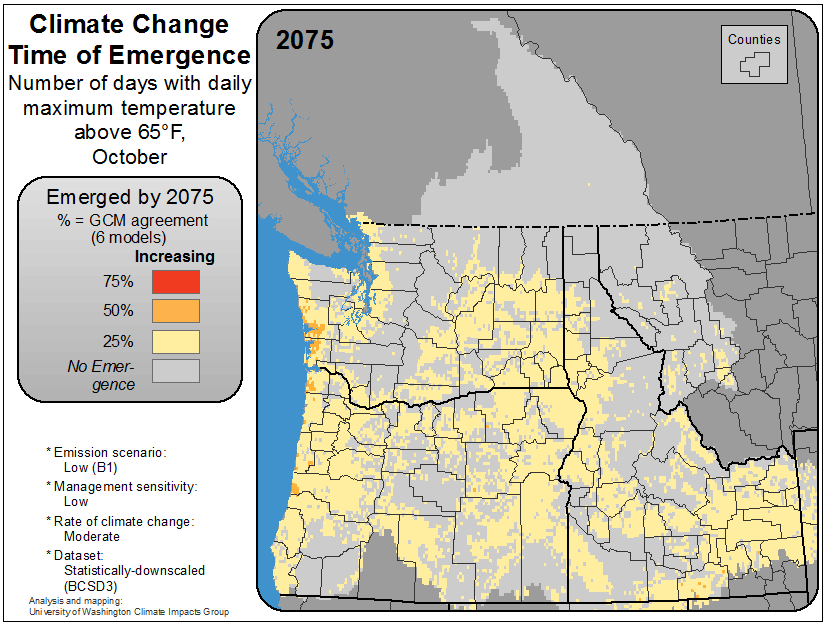 Climate Change
Time of Emergence
Number of days with daily
maximum temperature
above 65°F,
October
Emerged by 2075
% = GCM agreement
(6 models)
Increasing
75%
50%
25%
No Emer-
gence
* Emission scenario:
Low (B1)
* Management sensitivity:
Low
* Rate of climate change:
Moderate
* Dataset:
Statistically-downscaled
(BCSD3)
Analysis and mapping:
University of Washington Climate Impacts Group
2075
Counties